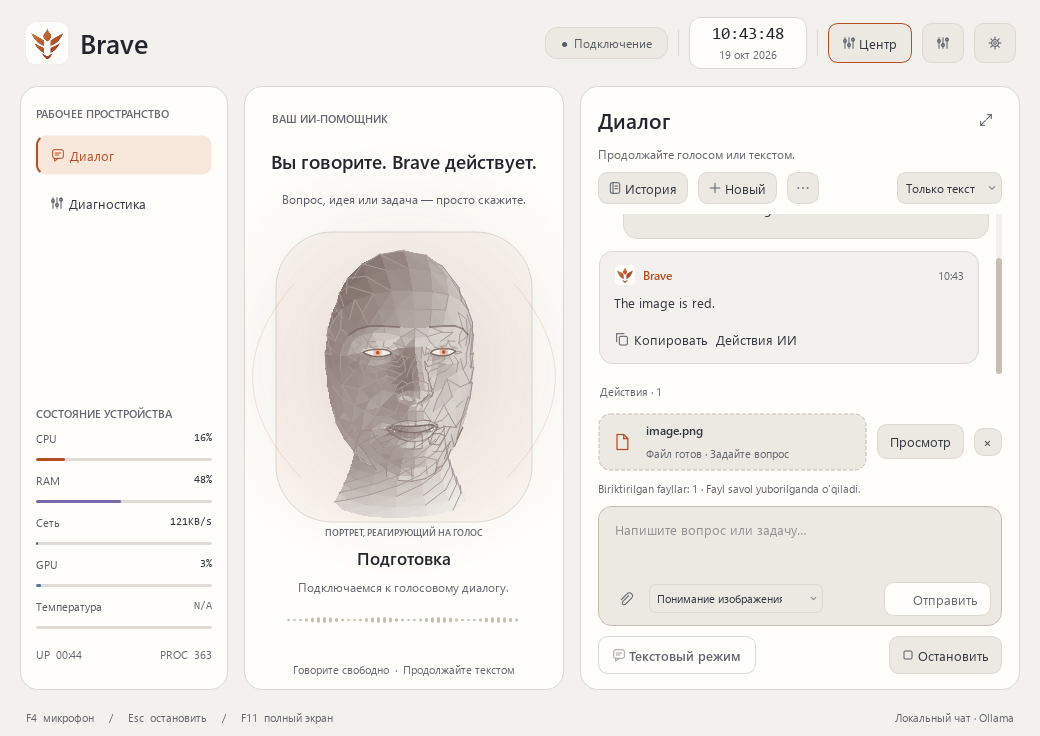 Brave
Подключение
10:43:48
19 окт 2026
Центр
РАБОЧЕЕ ПРОСТРАНСТВО
Диалог
Диагностика
СОСТОЯНИЕ УСТРОЙСТВА
CPU 16%
RAM 48%
Сеть 121KB/s
GPU 3%
Температура N/A
UP 00:44 PROC 363
ВАШ ИИ-ПОМОЩНИК
Вы говорите. Brave действует.
Вопрос, идея или задача — просто скажите.
ПОРТРЕТ, РЕАГИРУЮЩИЙ НА ГОЛОС
Подготовка
Подключаемся к голосовому диалогу.
Говорите свободно · Продолжайте текстом
Диалог
Продолжайте голосом или текстом.
История
Новый
···
Только текст
Brave 10:43
The image is red.
Копировать Действия ИИ
Действия · 1
image.png
Файл готов · Задайте вопрос
Просмотр
×
Biriktirilgan fayllar: 1 · Fayl savol yuborilganda o‘qiladi.
Напишите вопрос или задачу...
Понимание изображения
Отправить
Текстовый режим
Остановить
F4 микрофон / Esc остановить / F11 полный экран
Локальный чат · Ollama